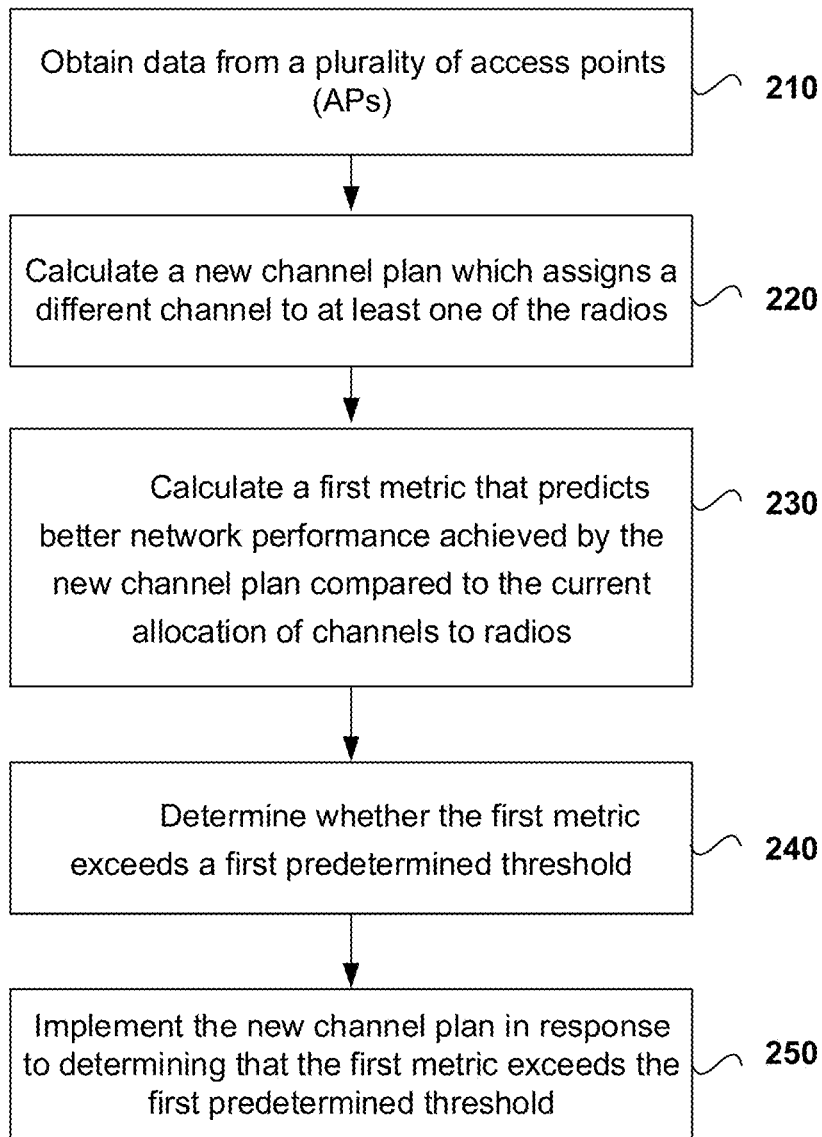 Obtain data from a plurality of access points
(APs)
210
Calculate a new channel plan which assigns a
different channel to at least one of the radios
220
Calculate a first metric that predicts
better network performance achieved by the
new channel plan compared to the current
allocation of channels to radios
230
Determine whether the first metric
exceeds a first predetermined threshold
240
Implement the new channel plan in response
to determining that the first metric exceeds the
first predetermined threshold
250